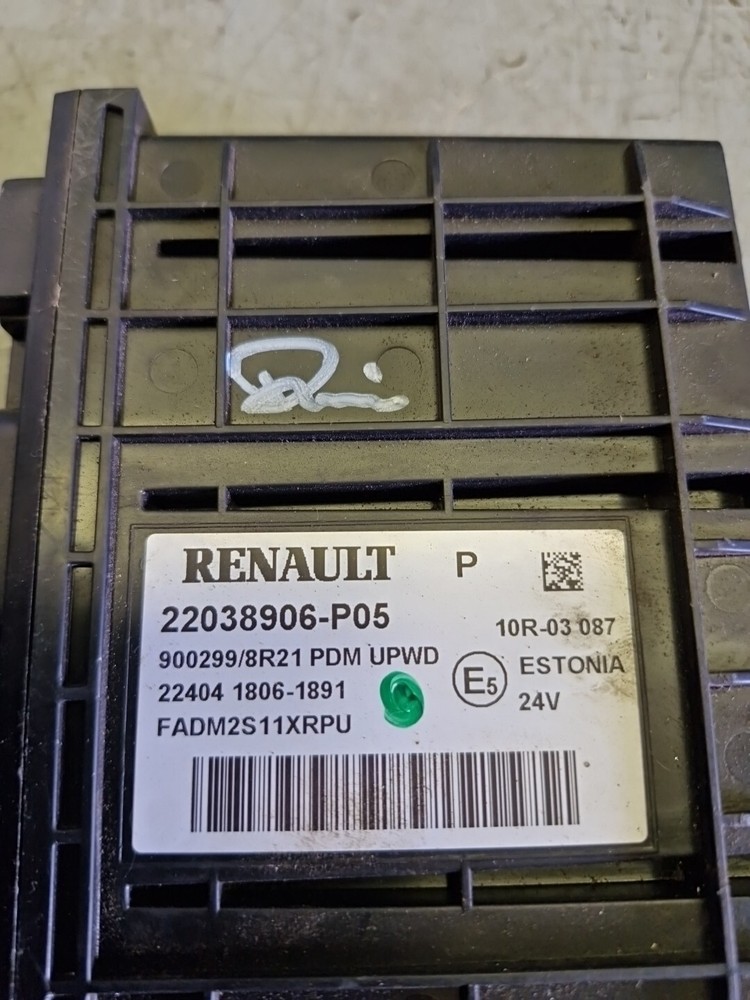 RENAULT P
22038906-P05
10R-03 087
900299/8R21 PDM UPWD
22404 1806-1891
FADM2S11XRPU
E5
ESTONIA
24V